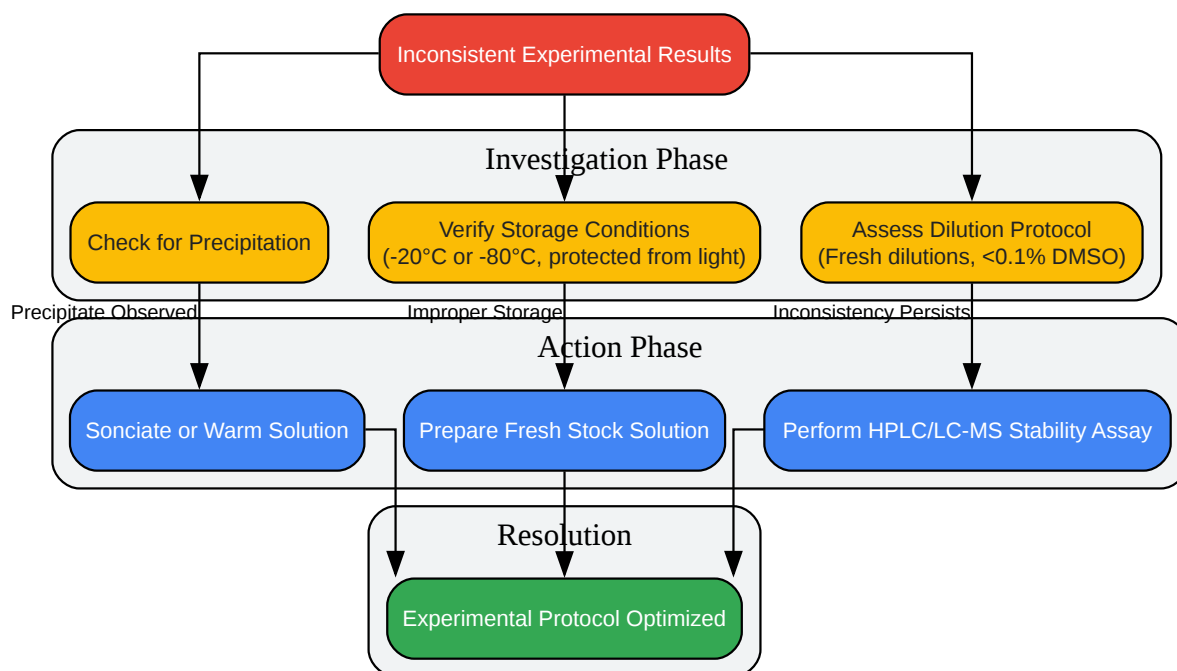 Inconsistent Experimental Results
Investigation Phase
Check for Precipitation
Verify Storage Conditions
(-20°C or -80°C, protected from light)
Assess Dilution Protocol
(Fresh dilutions, <0.1% DMSO)
Precipitate Observed
Improper Storage
Inconsistency Persists
Action Phase
Sonciate or Warm Solution
Prepare Fresh Stock Solution
Perform HPLC/LC-MS Stability Assay
Resolution
Experimental Protocol Optimized